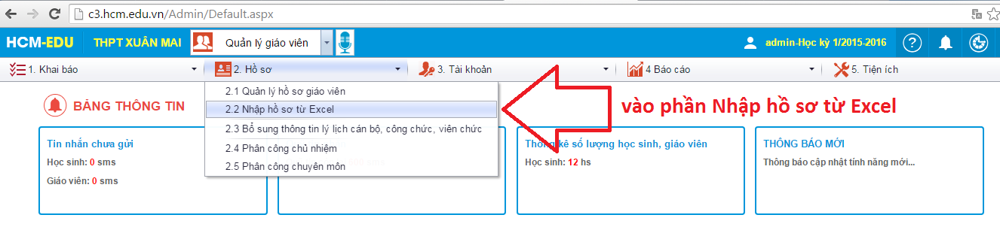 c3.hcm.edu.vn/Admin/Default.aspx
HCM-EDU THPT XUÂN MAI Quản lý giáo viên admin-Học kỳ 1/2015-2016 ?
1. Khai báo 2. Hồ sơ 3. Tài khoản 4 Báo cáo 5. Tiện ích
2.1 Quản lý hồ sơ giáo viên
2.2 Nhập hồ sơ từ Excel
2.3 Bổ sung thông tin lý lịch cán bộ, công chức, viên chức
2.4 Phân công chủ nhiệm
2.5 Phân công chuyên môn
vào phần Nhập hồ sơ từ Excel
BẢNG THÔNG TIN
Tin nhắn chưa gửi
Học sinh: 0 sms
Giáo viên: 0 sms
Thống kê số lượng học sinh, giáo viên
Học sinh: 12 hs
THÔNG BÁO MỚI
Thông báo cập nhật tính năng mới...